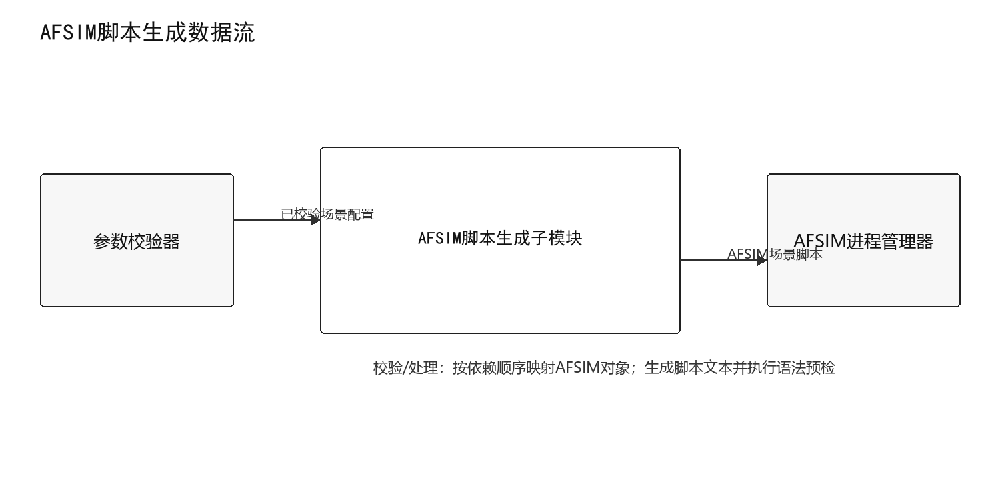 AFSIM脚本生成数据流
参数校验器
已校验场景配置
AFSIM脚本生成子模块
AFSIM场景脚本
AFSIM进程管理器
校验/处理：按依赖顺序映射AFSIM对象；生成脚本文本并执行语法预检